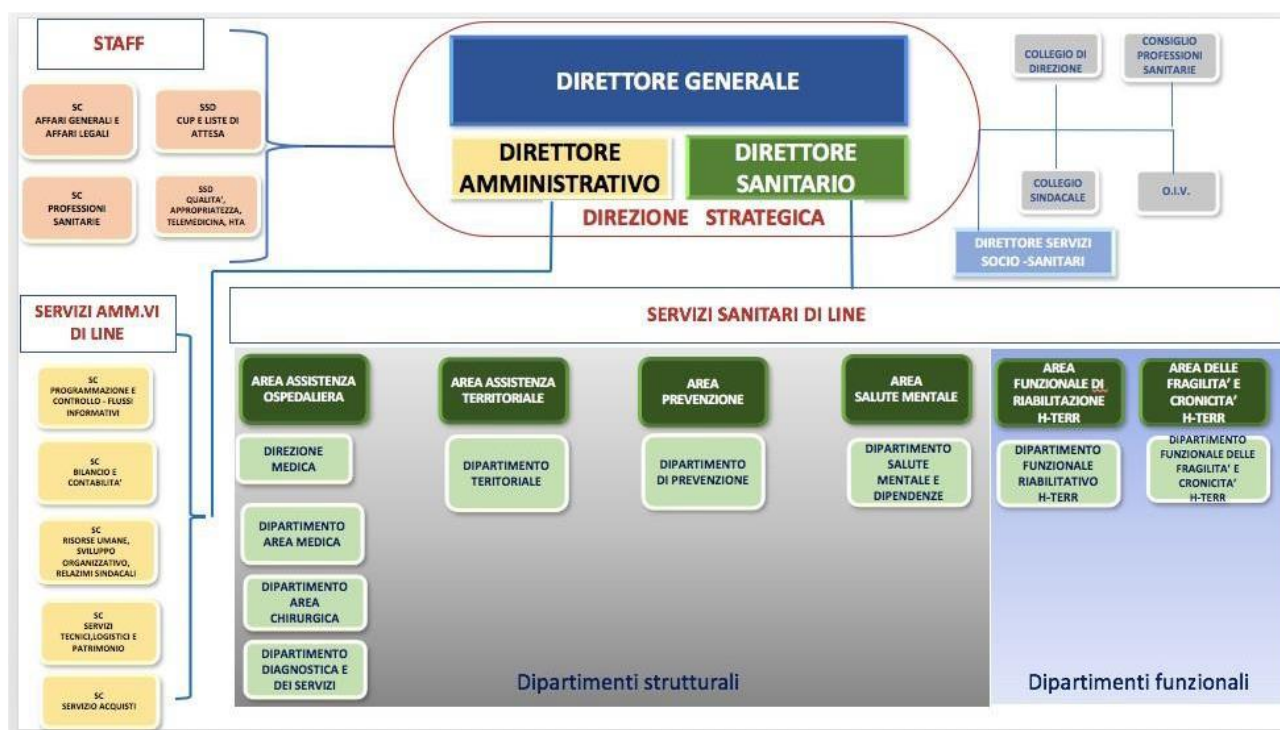 STAFF
SC
AFFARI GENERALI E
AFFARI LEGALI
SSD
CUP E LISTE DI
ATTESA
SC
PROFESSIONI
SANITARIE
SSD
QUALITA',
APPROPRIATEZZA,
TELEMEDICINA, HTA
DIRETTORE GENERALE
DIRETTORE
AMMINISTRATIVO
DIRETTORE
SANITARIO
DIREZIONE STRATEGICA
COLLEGIO DI
DIREZIONE
CONSIGLIO
PROFESSIONI
SANITARIE
COLLEGIO
SINDACALE
O.I.V.
DIRETTORE SERVIZI
SOCIO -SANITARI
SERVIZI AMM.VI
DI LINE
SC
PROGRAMMAZIONE E
CONTROLLO - FLUSSI
INFORMATIVI
SC
BILANCIO E
CONTABILITA'
SC
RISORSE UMANE,
SVILUPPO
ORGANIZZATIVO,
RELAZIMI SINDACALI
SC
SERVIZI
TECNICI,LOGISTICI E
PATRIMONIO
SC
SERVIZIO ACQUISTI
SERVIZI SANITARI DI LINE
AREA ASSISTENZA
OSPEDALIERA
DIREZIONE
MEDICA
DIPARTIMENTO
AREA MEDICA
DIPARTIMENTO
AREA
CHIRURGICA
DIPARTIMENTO
DIAGNOSTICA E
DEI SERVIZI
AREA ASSISTENZA
TERRITORIALE
DIPARTIMENTO
TERITORIALE
AREA
PREVENZIONE
DIPARTIMENTO
DI PREVENZIONE
AREA
SALUTE MENTALE
DIPARTIMENTO
SALUTE
MENTALE E
DIPENDENZE
Dipartimenti strutturali
AREA
FUNZIONALE DI
RIABILITAZIONE
H-TERR
DIPARTIMENTO
FUNZIONALE
RIABILITATIVO
H-TERR
AREA DELLE
FRAGILITA' E
CRONICITA'
H-TERR
DIPARTIMENTO
FUNZIONALE DELLE
FRAGILITA' E
CRONICITA'
H-TERR
Dipartimenti funzionali